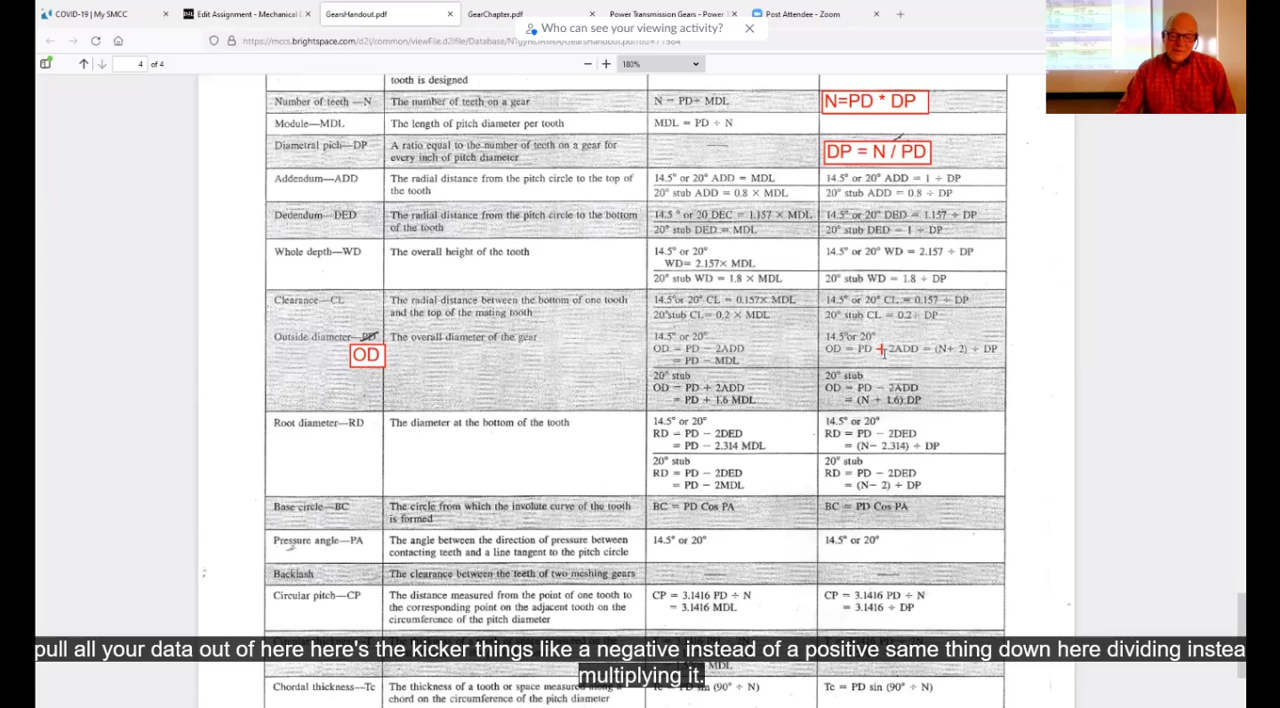 COVID-19 | My SMCC
Edit Assignment - Mechanical
GearsHandout.pdf
GearChapter.pdf
Power Transmission Gears - Power
Post Attendee - Zoom
Who can see your viewing activity?
4 of 4
180%
tooth is designed
Number of teeth—N The number of teeth on a gear N = PD÷ MDL N=PD * DP
Module—MDL The length of pitch diameter per tooth MDL = PD ÷ N
Diametral pich—DP A ratio equal to the number of teeth on a gear for DP = N / PD
every inch of pitch diameter
Addendum—ADD The radial distance from the pitch circle to the top of 14.5° or 20° ADD = MDL 14.5° or 20° ADD = 1 ÷ DP
the tooth 20° stub ADD = 0.8 × MDL 20° stub ADD = 0.8 ÷ DP
Dedendum—DED The radial distance from the pitch circle to the bottom 14.5 ° or 20 DEC = 1.157 × MDL 14.5° or 20° DED = 1.157 ÷ DP
of the tooth 20° stub DED = MDL 20° stub DED = 1 ÷ DP
Whole depth—WD The overall height of the tooth 14.5° or 20° 14.5° or 20° WD = 2.157 ÷ DP
WD= 2.157× MDL
20° stub WD = 1.8 × MDL 20° stub WD = 1.8 ÷ DP
Clearance—CL The radial distance between the bottom of one tooth 14.5°or 20° CL = 0.157× MDL 14.5° or 20° CL = 0.157 ÷ DP
and the top of the mating tooth 20°stub CL = 0.2 × MDL 20° stub CL = 0.2 ÷ DP
Outside diameter—PD The overall diameter of the gear 14.5° or 20° 14.5°or 20°
OD OD = PD − 2ADD OD = PD + 2ADD = (N+ 2) ÷ DP
= PD − MDL
20° stub 20° stub
OD = PD + 2ADD OD = PD − 2ADD
= PD + 1.6 MDL = (N + 1.6) DP
Root diameter—RD The diameter at the bottom of the tooth 14.5° or 20° 14.5° or 20°
RD = PD − 2DED RD = PD − 2DED
= PD − 2.314 MDL = (N− 2.314) ÷ DP
20° stub 20° stub
RD = PD − 2DED RD = PD − 2DED
= PD − 2MDL = (N− 2) ÷ DP
Base circle—BC The circle from which the involute curve of the tooth BC = PD Cos PA BC = PD Cos PA
is formed
Pressure angle—PA The angle between the direction of pressure between 14.5° or 20° 14.5° or 20°
contacting teeth and a line tangent to the pitch circle
Backlash The clearance between the teeth of two meshing gears
Circular pitch—CP The distance measured from the point of one tooth to CP = 3.1416 PD ÷ N CP = 3.1416 PD ÷ N
the corresponding point on the adjacent tooth on the = 3.1416 MDL = 3.1416 ÷ DP
circumference of the pitch diameter
pull all your data out of here here's the kicker things like a negative instead of a positive same thing down here dividing instea
multiplying it.
MDL
Chordal thickness—Tc The thickness of a tooth or space measured sin (90° ÷ N) Tc = PD sin (90° ÷ N)
chord on the circumference of the pitch diameter